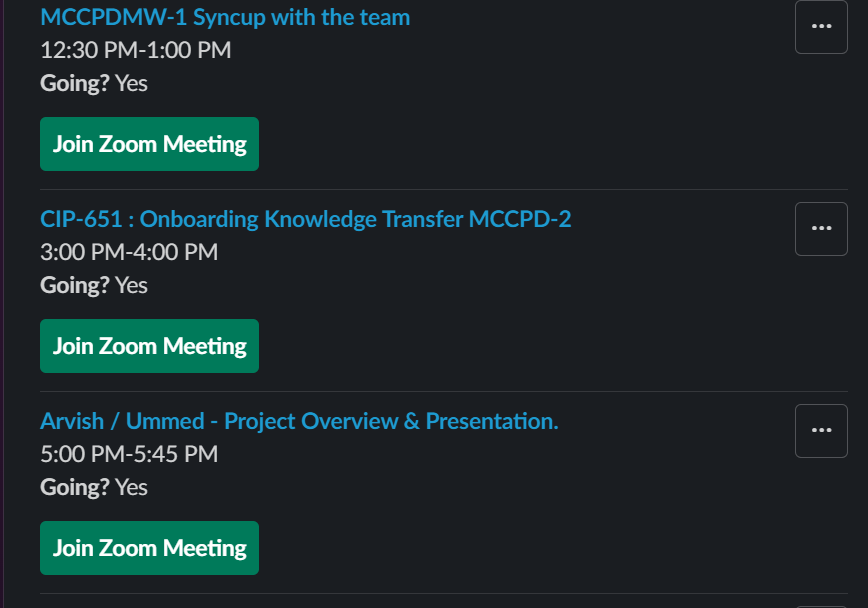 MCCPDMW-1 Syncup with the team
12:30 PM-1:00 PM
Going? Yes
Join Zoom Meeting
CIP-651 : Onboarding Knowledge Transfer MCCPD-2
3:00 PM-4:00 PM
Going? Yes
Join Zoom Meeting
Arvish / Ummed - Project Overview & Presentation.
5:00 PM-5:45 PM
Going? Yes
Join Zoom Meeting